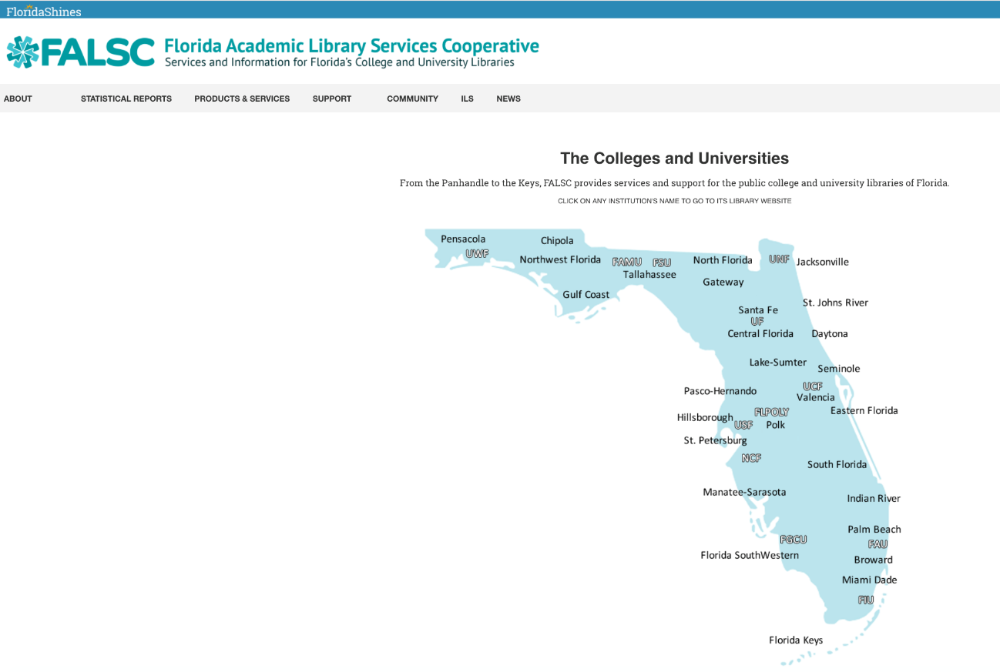 FloridaShines
FALSC Florida Academic Library Services Cooperative
Services and Information for Florida's College and University Libraries
ABOUT STATISTICAL REPORTS PRODUCTS & SERVICES SUPPORT COMMUNITY ILS NEWS
The Colleges and Universities
From the Panhandle to the Keys, FALSC provides services and support for the public college and university libraries of Florida.
CLICK ON ANY INSTITUTION'S NAME TO GO TO ITS LIBRARY WEBSITE
Pensacola
Chipola
UWF
Northwest Florida
FAMU
FSU
North Florida
UNF
Jacksonville
Tallahassee
Gateway
Gulf Coast
St. Johns River
Santa Fe
UF
Central Florida
Daytona
Lake-Sumter
Seminole
UCF
Pasco-Hernando
Valencia
Eastern Florida
FLPOLY
Hillsborough
USF
Polk
St. Petersburg
NCF
South Florida
Manatee-Sarasota
Indian River
Palm Beach
FGCU
FAU
Florida SouthWestern
Broward
Miami Dade
FIU
Florida Keys